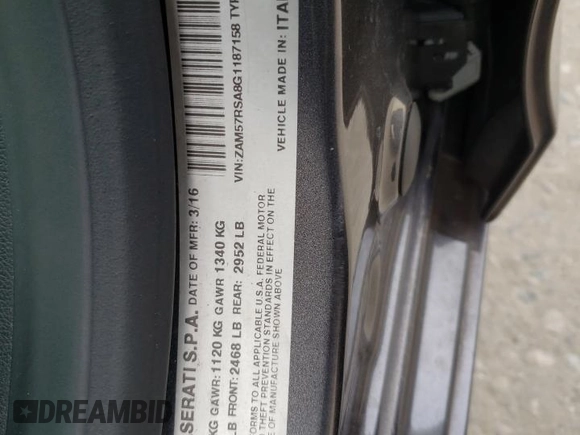 SERATI S.P.A. DATE OF MFR: 3/16
KG GAWR: 1120 KG GAWR 1340 KG
LB FRONT: 2468 LB REAR: 2952 LB
ORMS TO ALL APPLICABLE U.S.A. FEDERAL MOTOR
THEFT PREVENTION STANDARDS IN EFFECT ON THE
E OF MANUFACTURE SHOWN ABOVE
VIN:ZAM57RSA8G1187158 TYP
VEHICLE MADE IN: ITA
DREAMBID